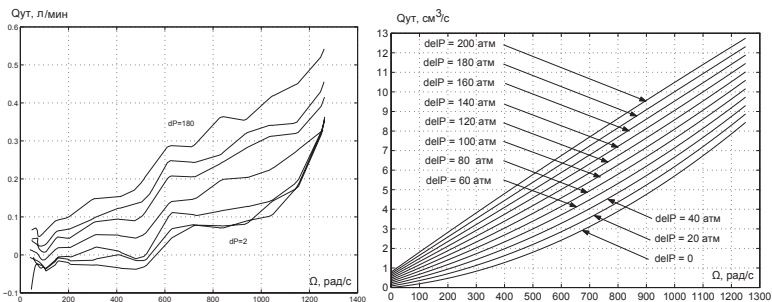 Qут, л/мин
0.6
0.5
0.4
0.3
0.2
0.1
0
−0.1
0
200
400
600
800
1000
1200
1400
dP=180
dP=2
Ω, рад/с
Qут, см³/с
13
12
11
10
9
8
7
6
5
4
3
2
1
0
0
100
200
300
400
500
600
700
800
900
1000
1100
1200
1300
delP = 200 атм
delP = 180 атм
delP = 160 атм
delP = 140 атм
delP = 120 атм
delP = 100 атм
delP = 80 атм
delP = 60 атм
delP = 40 атм
delP = 20 атм
delP = 0
Ω, рад/с